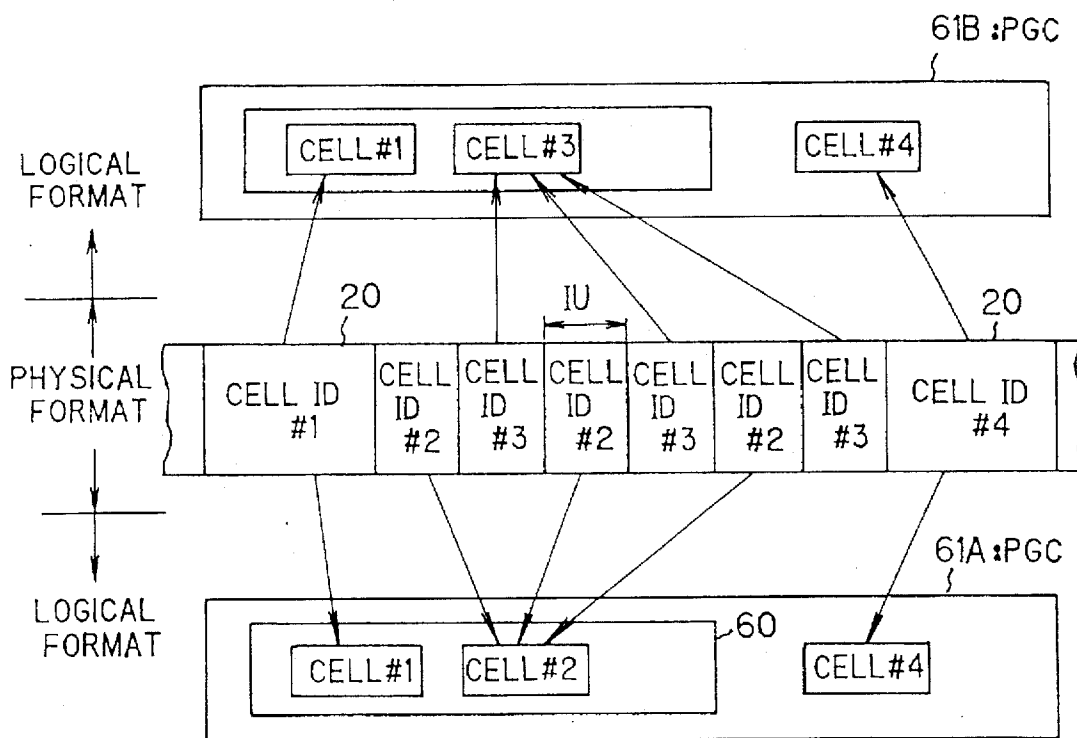 61B :PGC
CELL#1
CELL#3
CELL#4
LOGICAL
FORMAT
20
IU
20
PHYSICAL
FORMAT
CELL ID
#1
CELL
ID
#2
CELL
ID
#3
CELL
ID
#2
CELL
ID
#3
CELL
ID
#2
CELL
ID
#3
CELL ID
#4
61A :PGC
LOGICAL
FORMAT
60
CELL#1
CELL#2
CELL#4